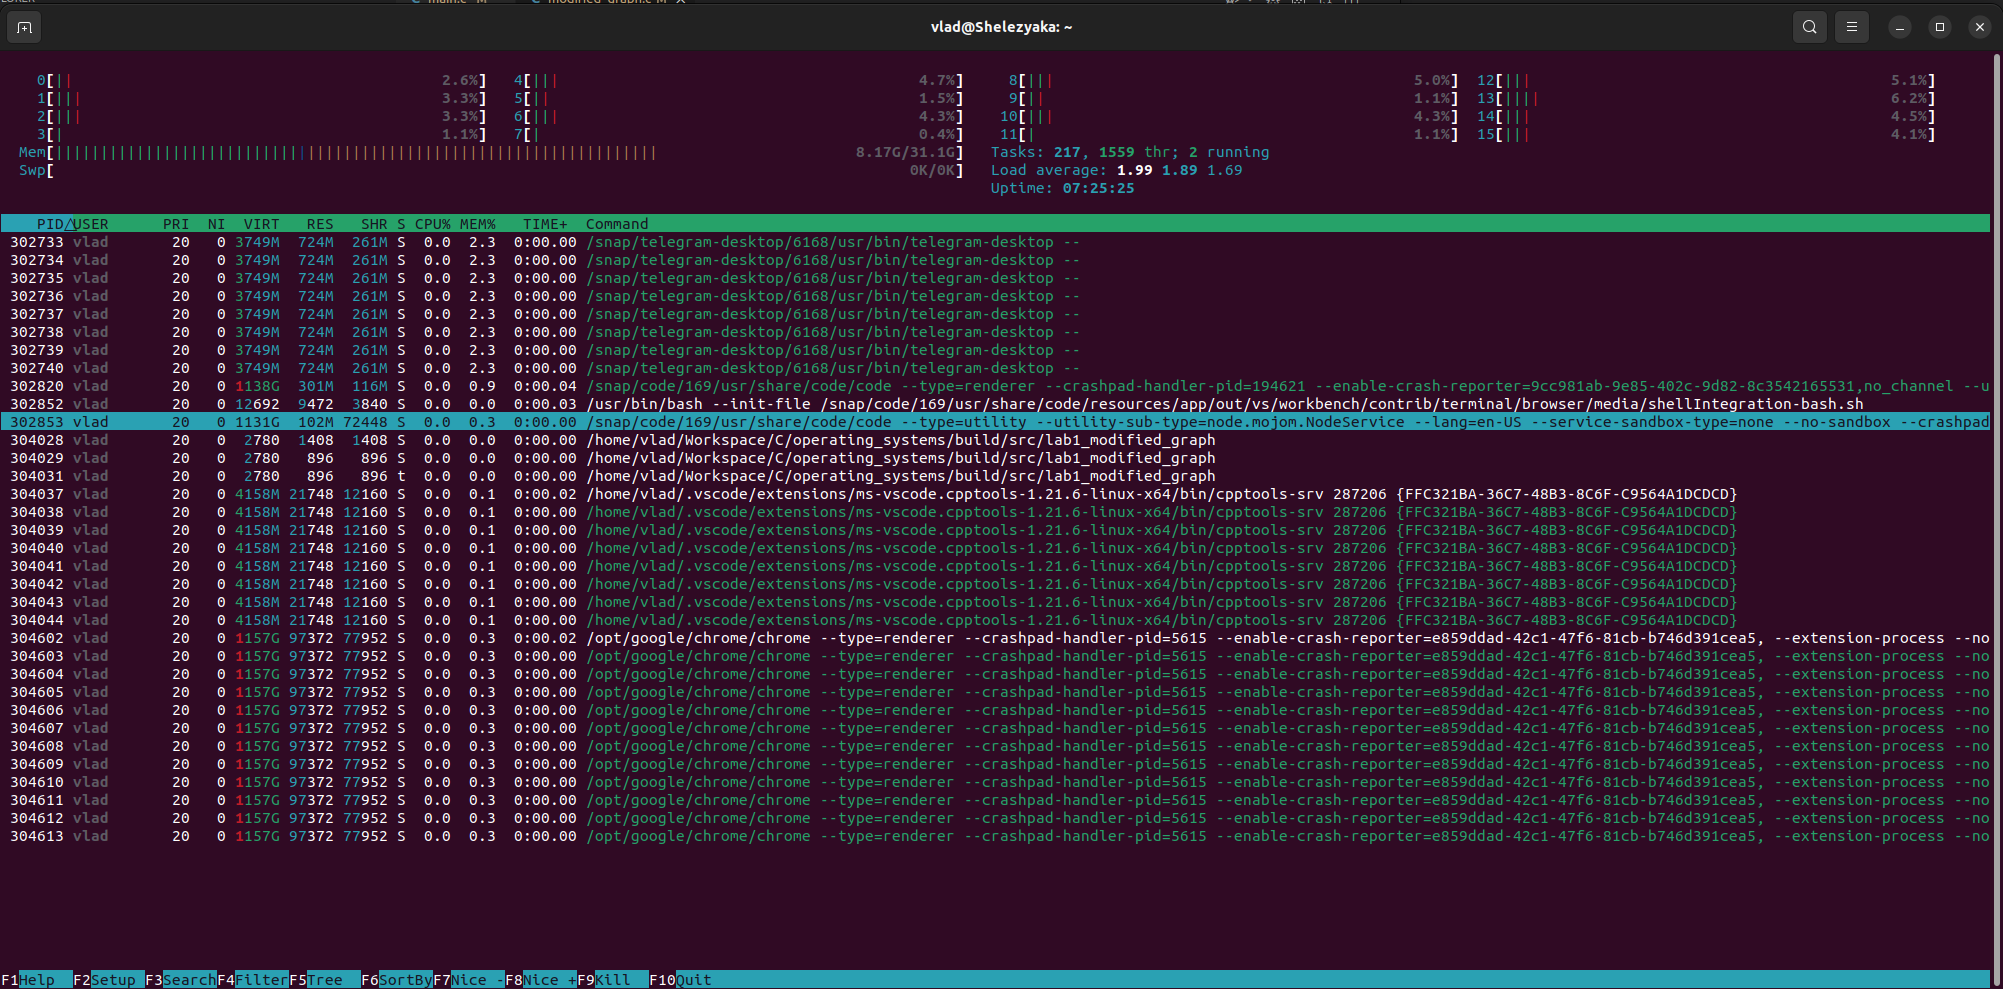 vlad@Shelezyaka: ~
0[|| 2.6%] 4[||| 4.7%] 8[||| 5.0%] 12[||| 5.1%]
1[||| 3.3%] 5[|| 1.5%] 9[|| 1.1%] 13[|||| 6.2%]
2[||| 3.3%] 6[||| 4.3%] 10[||| 4.3%] 14[||| 4.5%]
3[| 1.1%] 7[| 0.4%] 11[| 1.1%] 15[||| 4.1%]
Mem[||||||||||||||||||||||||||||||||||||||||||||||||||||||||||||||||||| 8.17G/31.1G] Tasks: 217, 1559 thr; 2 running
Swp[ 0K/0K] Load average: 1.99 1.89 1.69
Uptime: 07:25:25
PID△USER PRI NI VIRT RES SHR S CPU% MEM% TIME+ Command
302733 vlad 20 0 3749M 724M 261M S 0.0 2.3 0:00.00 /snap/telegram-desktop/6168/usr/bin/telegram-desktop --
302734 vlad 20 0 3749M 724M 261M S 0.0 2.3 0:00.00 /snap/telegram-desktop/6168/usr/bin/telegram-desktop --
302735 vlad 20 0 3749M 724M 261M S 0.0 2.3 0:00.00 /snap/telegram-desktop/6168/usr/bin/telegram-desktop --
302736 vlad 20 0 3749M 724M 261M S 0.0 2.3 0:00.00 /snap/telegram-desktop/6168/usr/bin/telegram-desktop --
302737 vlad 20 0 3749M 724M 261M S 0.0 2.3 0:00.00 /snap/telegram-desktop/6168/usr/bin/telegram-desktop --
302738 vlad 20 0 3749M 724M 261M S 0.0 2.3 0:00.00 /snap/telegram-desktop/6168/usr/bin/telegram-desktop --
302739 vlad 20 0 3749M 724M 261M S 0.0 2.3 0:00.00 /snap/telegram-desktop/6168/usr/bin/telegram-desktop --
302740 vlad 20 0 3749M 724M 261M S 0.0 2.3 0:00.00 /snap/telegram-desktop/6168/usr/bin/telegram-desktop --
302820 vlad 20 0 1138G 301M 116M S 0.0 0.9 0:00.04 /snap/code/169/usr/share/code/code --type=renderer --crashpad-handler-pid=194621 --enable-crash-reporter=9cc981ab-9e85-402c-9d82-8c3542165531,no_channel --u
302852 vlad 20 0 12692 9472 3840 S 0.0 0.0 0:00.03 /usr/bin/bash --init-file /snap/code/169/usr/share/code/resources/app/out/vs/workbench/contrib/terminal/browser/media/shellIntegration-bash.sh
302853 vlad 20 0 1131G 102M 72448 S 0.0 0.3 0:00.00 /snap/code/169/usr/share/code/code --type=utility --utility-sub-type=node.mojom.NodeService --lang=en-US --service-sandbox-type=none --no-sandbox --crashpad
304028 vlad 20 0 2780 1408 1408 S 0.0 0.0 0:00.00 /home/vlad/Workspace/C/operating_systems/build/src/lab1_modified_graph
304029 vlad 20 0 2780 896 896 S 0.0 0.0 0:00.00 /home/vlad/Workspace/C/operating_systems/build/src/lab1_modified_graph
304031 vlad 20 0 2780 896 896 t 0.0 0.0 0:00.00 /home/vlad/Workspace/C/operating_systems/build/src/lab1_modified_graph
304037 vlad 20 0 4158M 21748 12160 S 0.0 0.1 0:00.02 /home/vlad/.vscode/extensions/ms-vscode.cpptools-1.21.6-linux-x64/bin/cpptools-srv 287206 {FFC321BA-36C7-48B3-8C6F-C9564A1DCDCD}
304038 vlad 20 0 4158M 21748 12160 S 0.0 0.1 0:00.00 /home/vlad/.vscode/extensions/ms-vscode.cpptools-1.21.6-linux-x64/bin/cpptools-srv 287206 {FFC321BA-36C7-48B3-8C6F-C9564A1DCDCD}
304039 vlad 20 0 4158M 21748 12160 S 0.0 0.1 0:00.00 /home/vlad/.vscode/extensions/ms-vscode.cpptools-1.21.6-linux-x64/bin/cpptools-srv 287206 {FFC321BA-36C7-48B3-8C6F-C9564A1DCDCD}
304040 vlad 20 0 4158M 21748 12160 S 0.0 0.1 0:00.00 /home/vlad/.vscode/extensions/ms-vscode.cpptools-1.21.6-linux-x64/bin/cpptools-srv 287206 {FFC321BA-36C7-48B3-8C6F-C9564A1DCDCD}
304041 vlad 20 0 4158M 21748 12160 S 0.0 0.1 0:00.00 /home/vlad/.vscode/extensions/ms-vscode.cpptools-1.21.6-linux-x64/bin/cpptools-srv 287206 {FFC321BA-36C7-48B3-8C6F-C9564A1DCDCD}
304042 vlad 20 0 4158M 21748 12160 S 0.0 0.1 0:00.00 /home/vlad/.vscode/extensions/ms-vscode.cpptools-1.21.6-linux-x64/bin/cpptools-srv 287206 {FFC321BA-36C7-48B3-8C6F-C9564A1DCDCD}
304043 vlad 20 0 4158M 21748 12160 S 0.0 0.1 0:00.00 /home/vlad/.vscode/extensions/ms-vscode.cpptools-1.21.6-linux-x64/bin/cpptools-srv 287206 {FFC321BA-36C7-48B3-8C6F-C9564A1DCDCD}
304044 vlad 20 0 4158M 21748 12160 S 0.0 0.1 0:00.00 /home/vlad/.vscode/extensions/ms-vscode.cpptools-1.21.6-linux-x64/bin/cpptools-srv 287206 {FFC321BA-36C7-48B3-8C6F-C9564A1DCDCD}
304602 vlad 20 0 1157G 97372 77952 S 0.0 0.3 0:00.02 /opt/google/chrome/chrome --type=renderer --crashpad-handler-pid=5615 --enable-crash-reporter=e859ddad-42c1-47f6-81cb-b746d391cea5, --extension-process --no
304603 vlad 20 0 1157G 97372 77952 S 0.0 0.3 0:00.00 /opt/google/chrome/chrome --type=renderer --crashpad-handler-pid=5615 --enable-crash-reporter=e859ddad-42c1-47f6-81cb-b746d391cea5, --extension-process --no
304604 vlad 20 0 1157G 97372 77952 S 0.0 0.3 0:00.00 /opt/google/chrome/chrome --type=renderer --crashpad-handler-pid=5615 --enable-crash-reporter=e859ddad-42c1-47f6-81cb-b746d391cea5, --extension-process --no
304605 vlad 20 0 1157G 97372 77952 S 0.0 0.3 0:00.00 /opt/google/chrome/chrome --type=renderer --crashpad-handler-pid=5615 --enable-crash-reporter=e859ddad-42c1-47f6-81cb-b746d391cea5, --extension-process --no
304606 vlad 20 0 1157G 97372 77952 S 0.0 0.3 0:00.00 /opt/google/chrome/chrome --type=renderer --crashpad-handler-pid=5615 --enable-crash-reporter=e859ddad-42c1-47f6-81cb-b746d391cea5, --extension-process --no
304607 vlad 20 0 1157G 97372 77952 S 0.0 0.3 0:00.00 /opt/google/chrome/chrome --type=renderer --crashpad-handler-pid=5615 --enable-crash-reporter=e859ddad-42c1-47f6-81cb-b746d391cea5, --extension-process --no
304608 vlad 20 0 1157G 97372 77952 S 0.0 0.3 0:00.00 /opt/google/chrome/chrome --type=renderer --crashpad-handler-pid=5615 --enable-crash-reporter=e859ddad-42c1-47f6-81cb-b746d391cea5, --extension-process --no
304609 vlad 20 0 1157G 97372 77952 S 0.0 0.3 0:00.00 /opt/google/chrome/chrome --type=renderer --crashpad-handler-pid=5615 --enable-crash-reporter=e859ddad-42c1-47f6-81cb-b746d391cea5, --extension-process --no
304610 vlad 20 0 1157G 97372 77952 S 0.0 0.3 0:00.00 /opt/google/chrome/chrome --type=renderer --crashpad-handler-pid=5615 --enable-crash-reporter=e859ddad-42c1-47f6-81cb-b746d391cea5, --extension-process --no
304611 vlad 20 0 1157G 97372 77952 S 0.0 0.3 0:00.00 /opt/google/chrome/chrome --type=renderer --crashpad-handler-pid=5615 --enable-crash-reporter=e859ddad-42c1-47f6-81cb-b746d391cea5, --extension-process --no
304612 vlad 20 0 1157G 97372 77952 S 0.0 0.3 0:00.00 /opt/google/chrome/chrome --type=renderer --crashpad-handler-pid=5615 --enable-crash-reporter=e859ddad-42c1-47f6-81cb-b746d391cea5, --extension-process --no
304613 vlad 20 0 1157G 97372 77952 S 0.0 0.3 0:00.00 /opt/google/chrome/chrome --type=renderer --crashpad-handler-pid=5615 --enable-crash-reporter=e859ddad-42c1-47f6-81cb-b746d391cea5, --extension-process --no
F1Help F2Setup F3SearchF4FilterF5Tree F6SortByF7Nice -F8Nice +F9Kill F10Quit